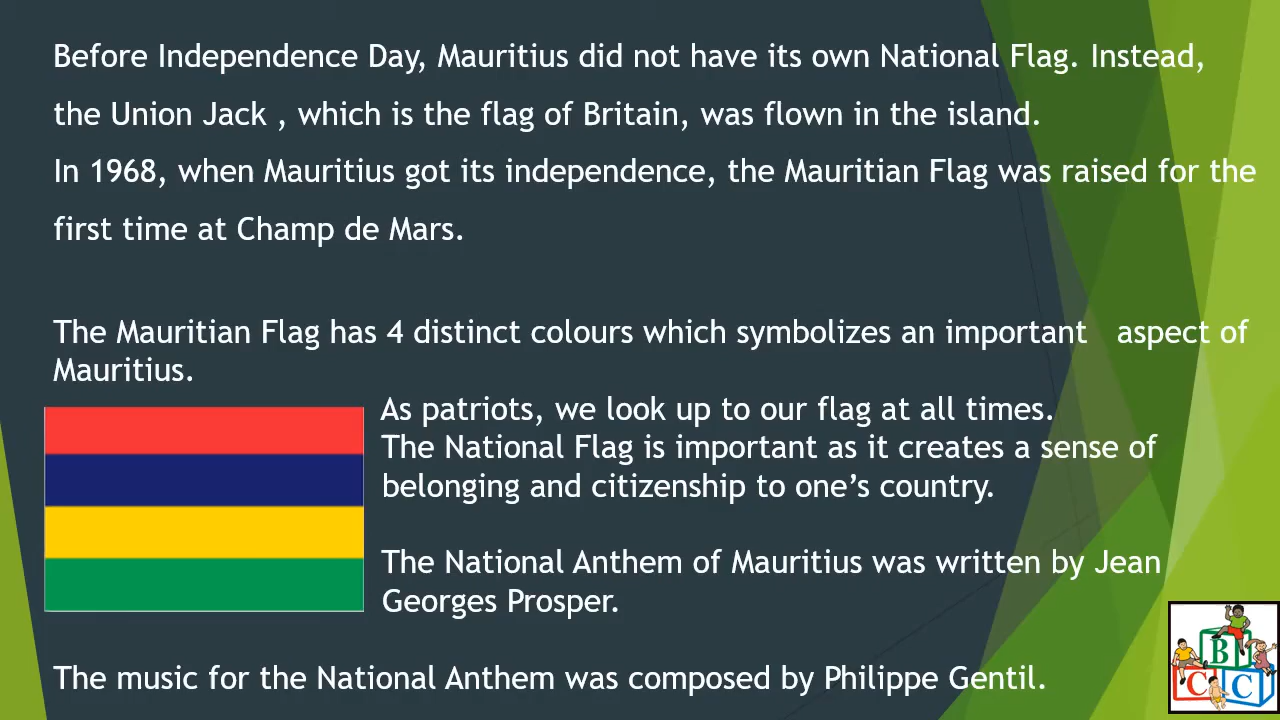 Before Independence Day, Mauritius did not have its own National Flag. Instead,
the Union Jack , which is the flag of Britain, was flown in the island.
In 1968, when Mauritius got its independence, the Mauritian Flag was raised for the
first time at Champ de Mars.
The Mauritian Flag has 4 distinct colours which symbolizes an important   aspect of
Mauritius.
As patriots, we look up to our flag at all times.
The National Flag is important as it creates a sense of
belonging and citizenship to one’s country.
The National Anthem of Mauritius was written by Jean
Georges Prosper.
The music for the National Anthem was composed by Philippe Gentil.
B
C C